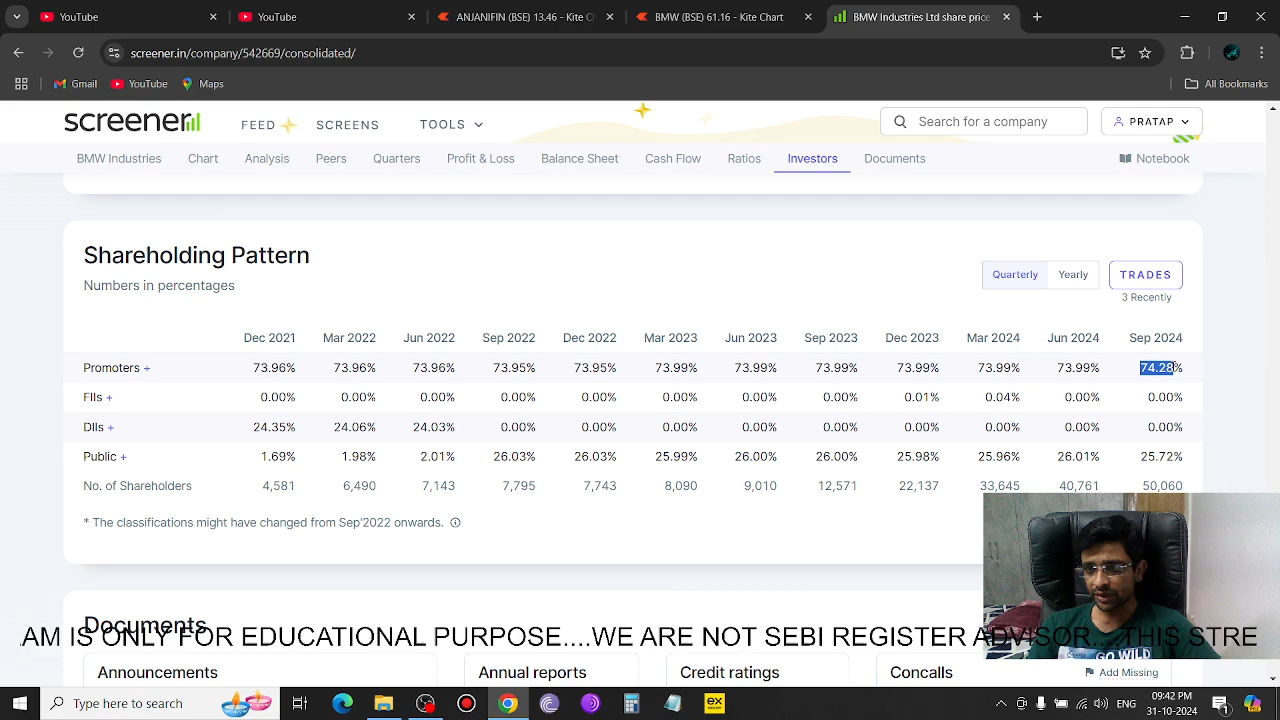 YouTube
YouTube
ANJANIFIN (BSE) 13.46 - Kite C
BMW (BSE) 61.16 - Kite Chart
BMW Industries Ltd share price
screener.in/company/542669/consolidated/
Gmail
YouTube
Maps
All Bookmarks
screener
FEED
SCREENS
TOOLS
Search for a company
PRATAP
BMW Industries
Chart
Analysis
Peers
Quarters
Profit & Loss
Balance Sheet
Cash Flow
Ratios
Investors
Documents
Notebook
Shareholding Pattern
Numbers in percentages
Quarterly
Yearly
TRADES
3 Recently
Dec 2021 Mar 2022 Jun 2022 Sep 2022 Dec 2022 Mar 2023 Jun 2023 Sep 2023 Dec 2023 Mar 2024 Jun 2024 Sep 2024
Promoters + 73.96% 73.96% 73.96% 73.95% 73.95% 73.99% 73.99% 73.99% 73.99% 73.99% 73.99% 74.28%
FIIs + 0.00% 0.00% 0.00% 0.00% 0.00% 0.00% 0.00% 0.00% 0.01% 0.04% 0.00% 0.00%
DIIs + 24.35% 24.06% 24.03% 0.00% 0.00% 0.00% 0.00% 0.00% 0.00% 0.00% 0.00% 0.00%
Public + 1.69% 1.98% 2.01% 26.03% 26.03% 25.99% 26.00% 26.00% 25.98% 25.96% 26.01% 25.72%
No. of Shareholders 4,581 6,490 7,143 7,795 7,743 8,090 9,010 12,571 22,137 33,645 40,761 50,060
* The classifications might have changed from Sep'2022 onwards.
Documents
AM IS ONLY FOR EDUCATIONAL PURPOSE....WE ARE NOT SEBI REGISTER ADVISOR....THIS STRE
GO WILD
Announcements
Annual reports
Credit ratings
Concalls
Add Missing
Type here to search
EX
ENG
09:42 PM
31-10-2024